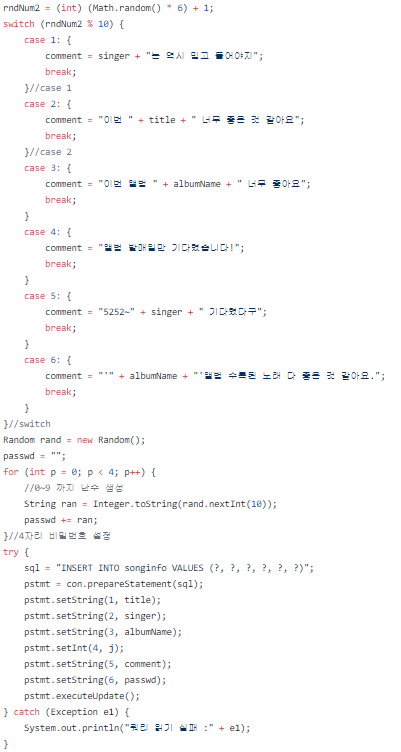 rndNum2 = (int) (Math.random() * 6) + 1;
switch (rndNum2 % 10) {
case 1: {
comment = singer + "는 역시 믿고 들어야지";
break;
}//case 1
case 2: {
comment = "이번 " + title + " 너무 좋은 것 같아요";
break;
}//case 2
case 3: {
comment = "이번 앨범 " + albumName + " 너무 좋아요";
break;
}
case 4: {
comment = "앨범 발매일만 기다렸습니다!";
break;
}
case 5: {
comment = "5252~" + singer + " 기다렸다구";
break;
}
case 6: {
comment = "'" + albumName + "'앨범 수록된 노래 다 좋은 것 같아요.";
break;
}
}//switch
Random rand = new Random();
passwd = "";
for (int p = 0; p < 4; p++) {
//0~9 까지 난수 생성
String ran = Integer.toString(rand.nextInt(10));
passwd += ran;
}//4자리 비밀번호 설정
try {
sql = "INSERT INTO songinfo VALUES (?, ?, ?, ?, ?, ?)";
pstmt = con.prepareStatement(sql);
pstmt.setString(1, title);
pstmt.setString(2, singer);
pstmt.setString(3, albumName);
pstmt.setInt(4, j);
pstmt.setString(5, comment);
pstmt.setString(6, passwd);
pstmt.executeUpdate();
} catch (Exception e1) {
System.out.println("쿼리 읽기 실패 :" + e1);
}